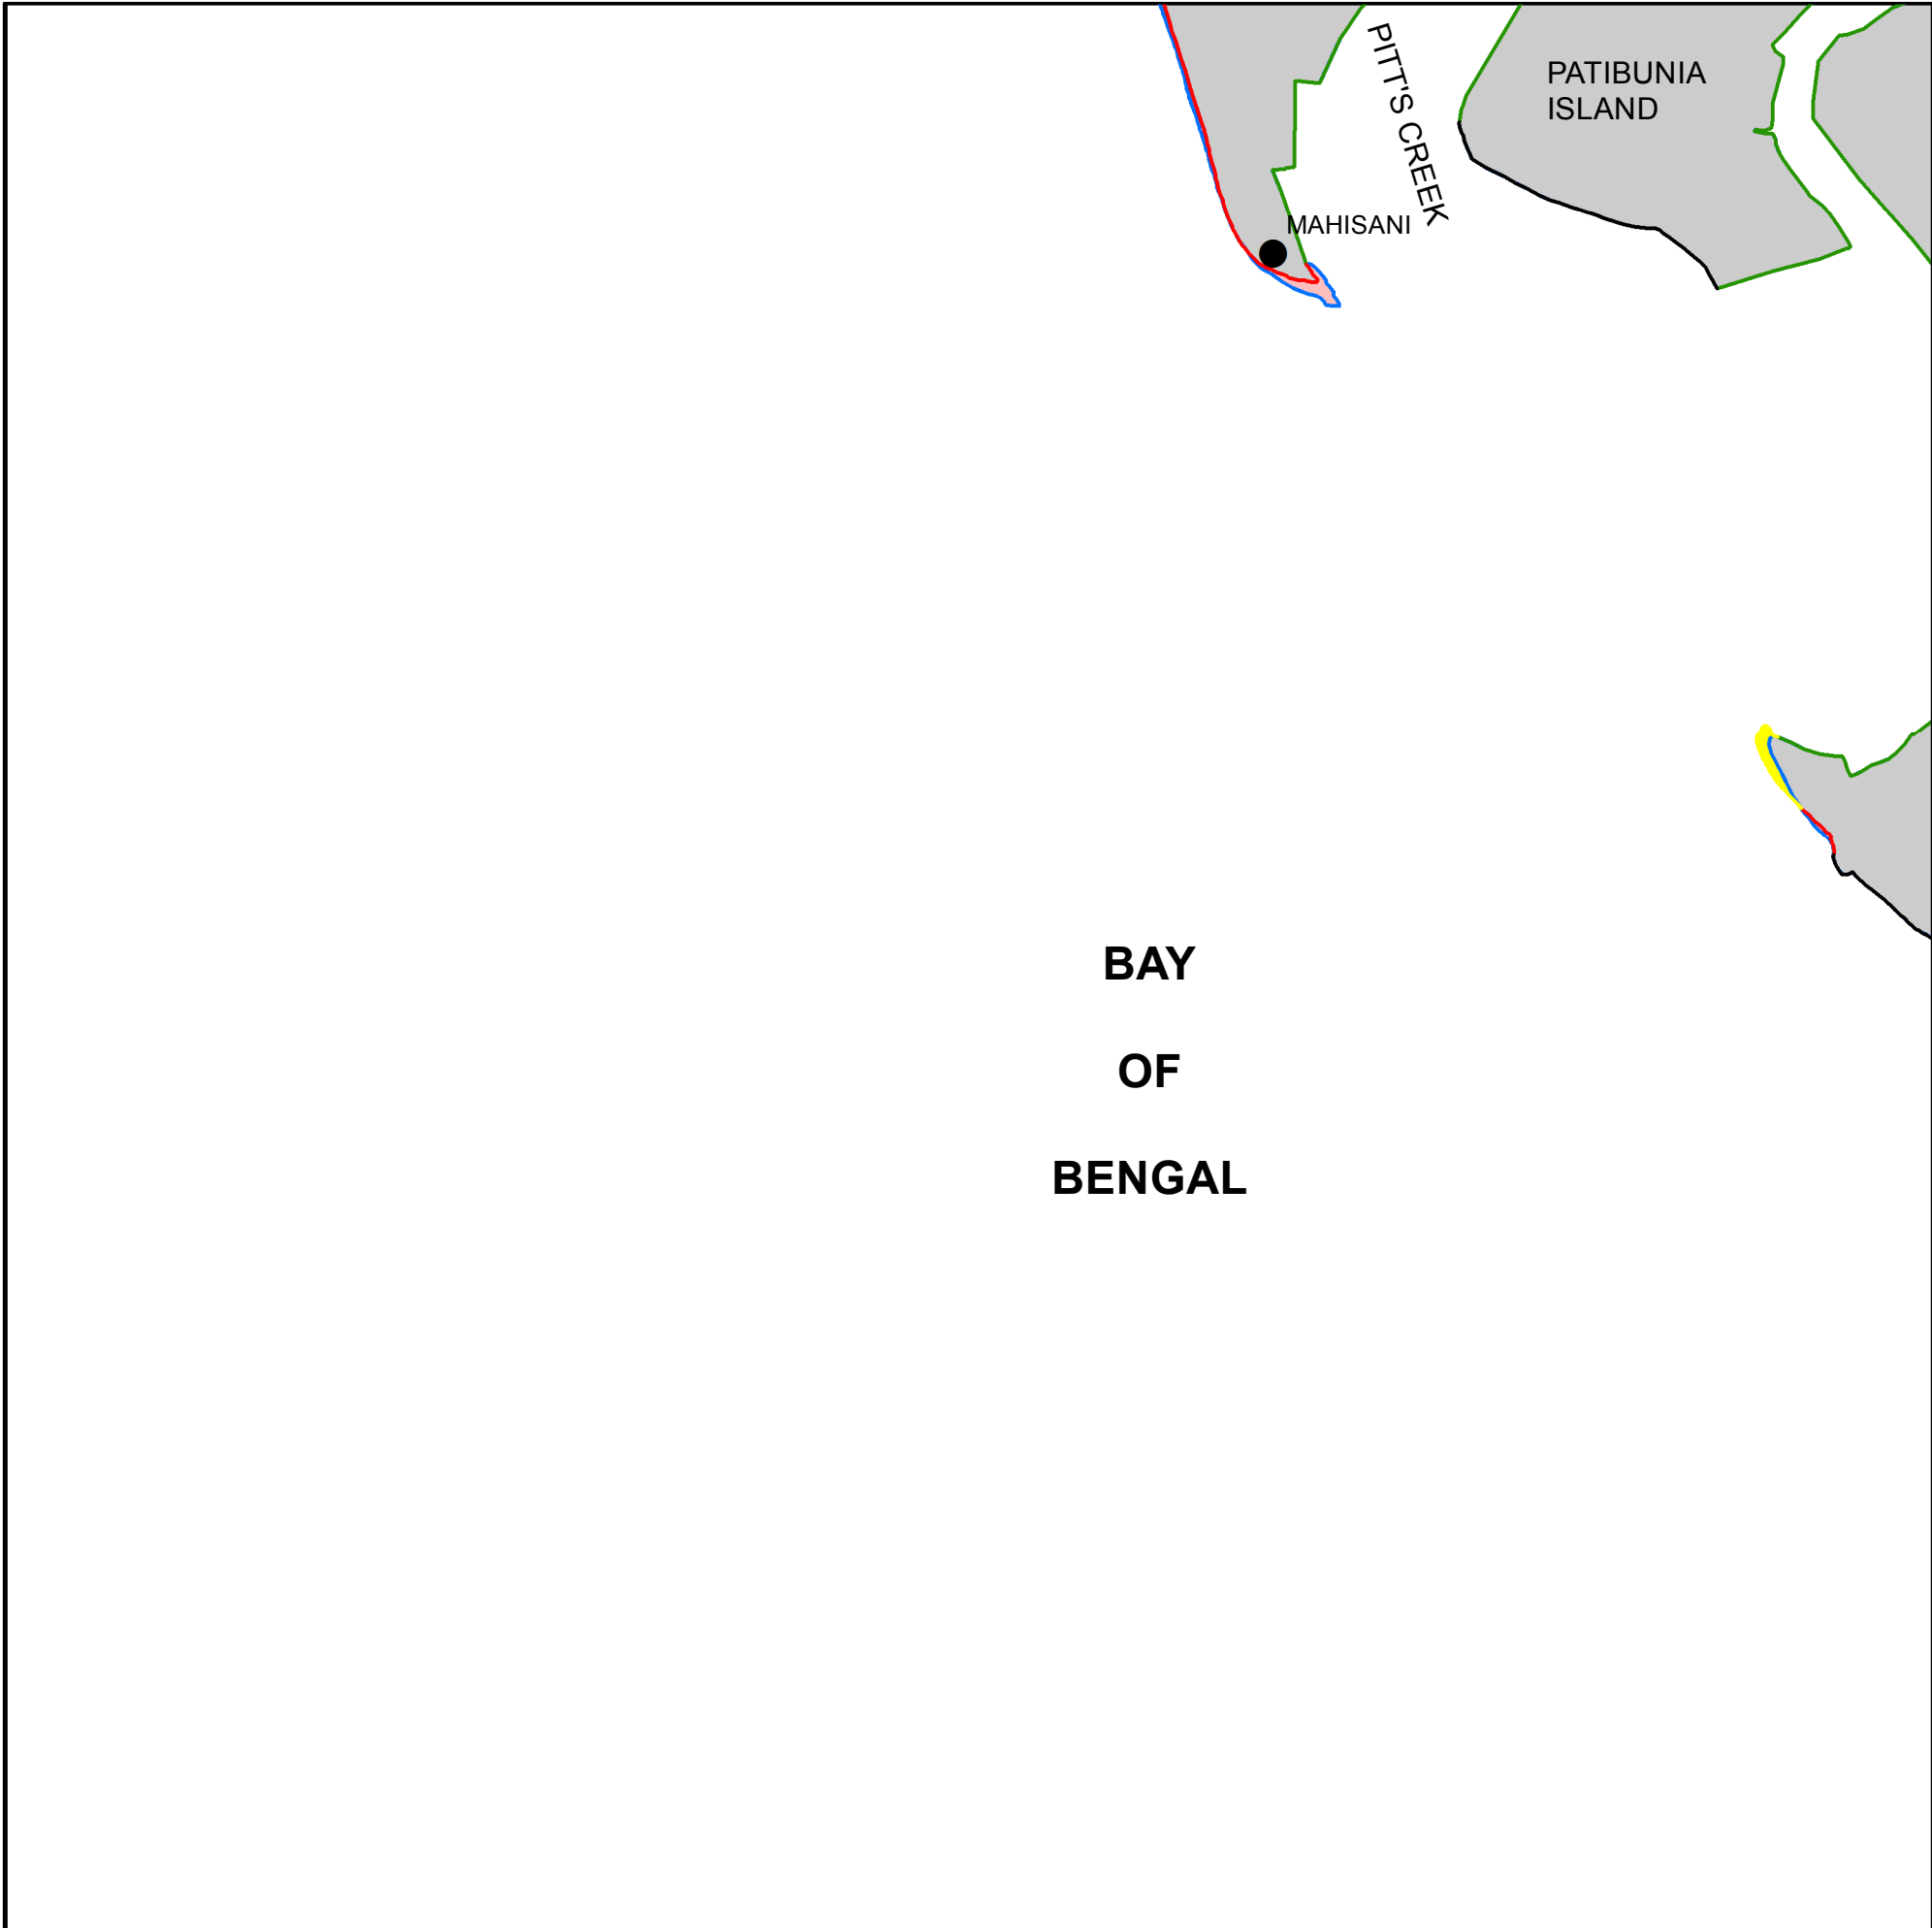 PITT'S CREEK
PATIBUNIA
ISLAND
MAHISANI
BAY
OF
BENGAL